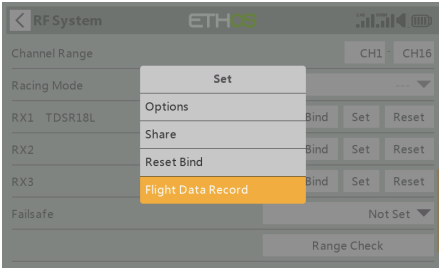 RF System
ETHOS
Channel Range
CH1 - CH16
Racing Mode
---
Set
Options
Share
Reset Bind
Flight Data Record
RX1 TDSR18L
Bind Set Reset
RX2
Bind Set Reset
RX3
Bind Set Reset
Failsafe
Not Set
Range Check